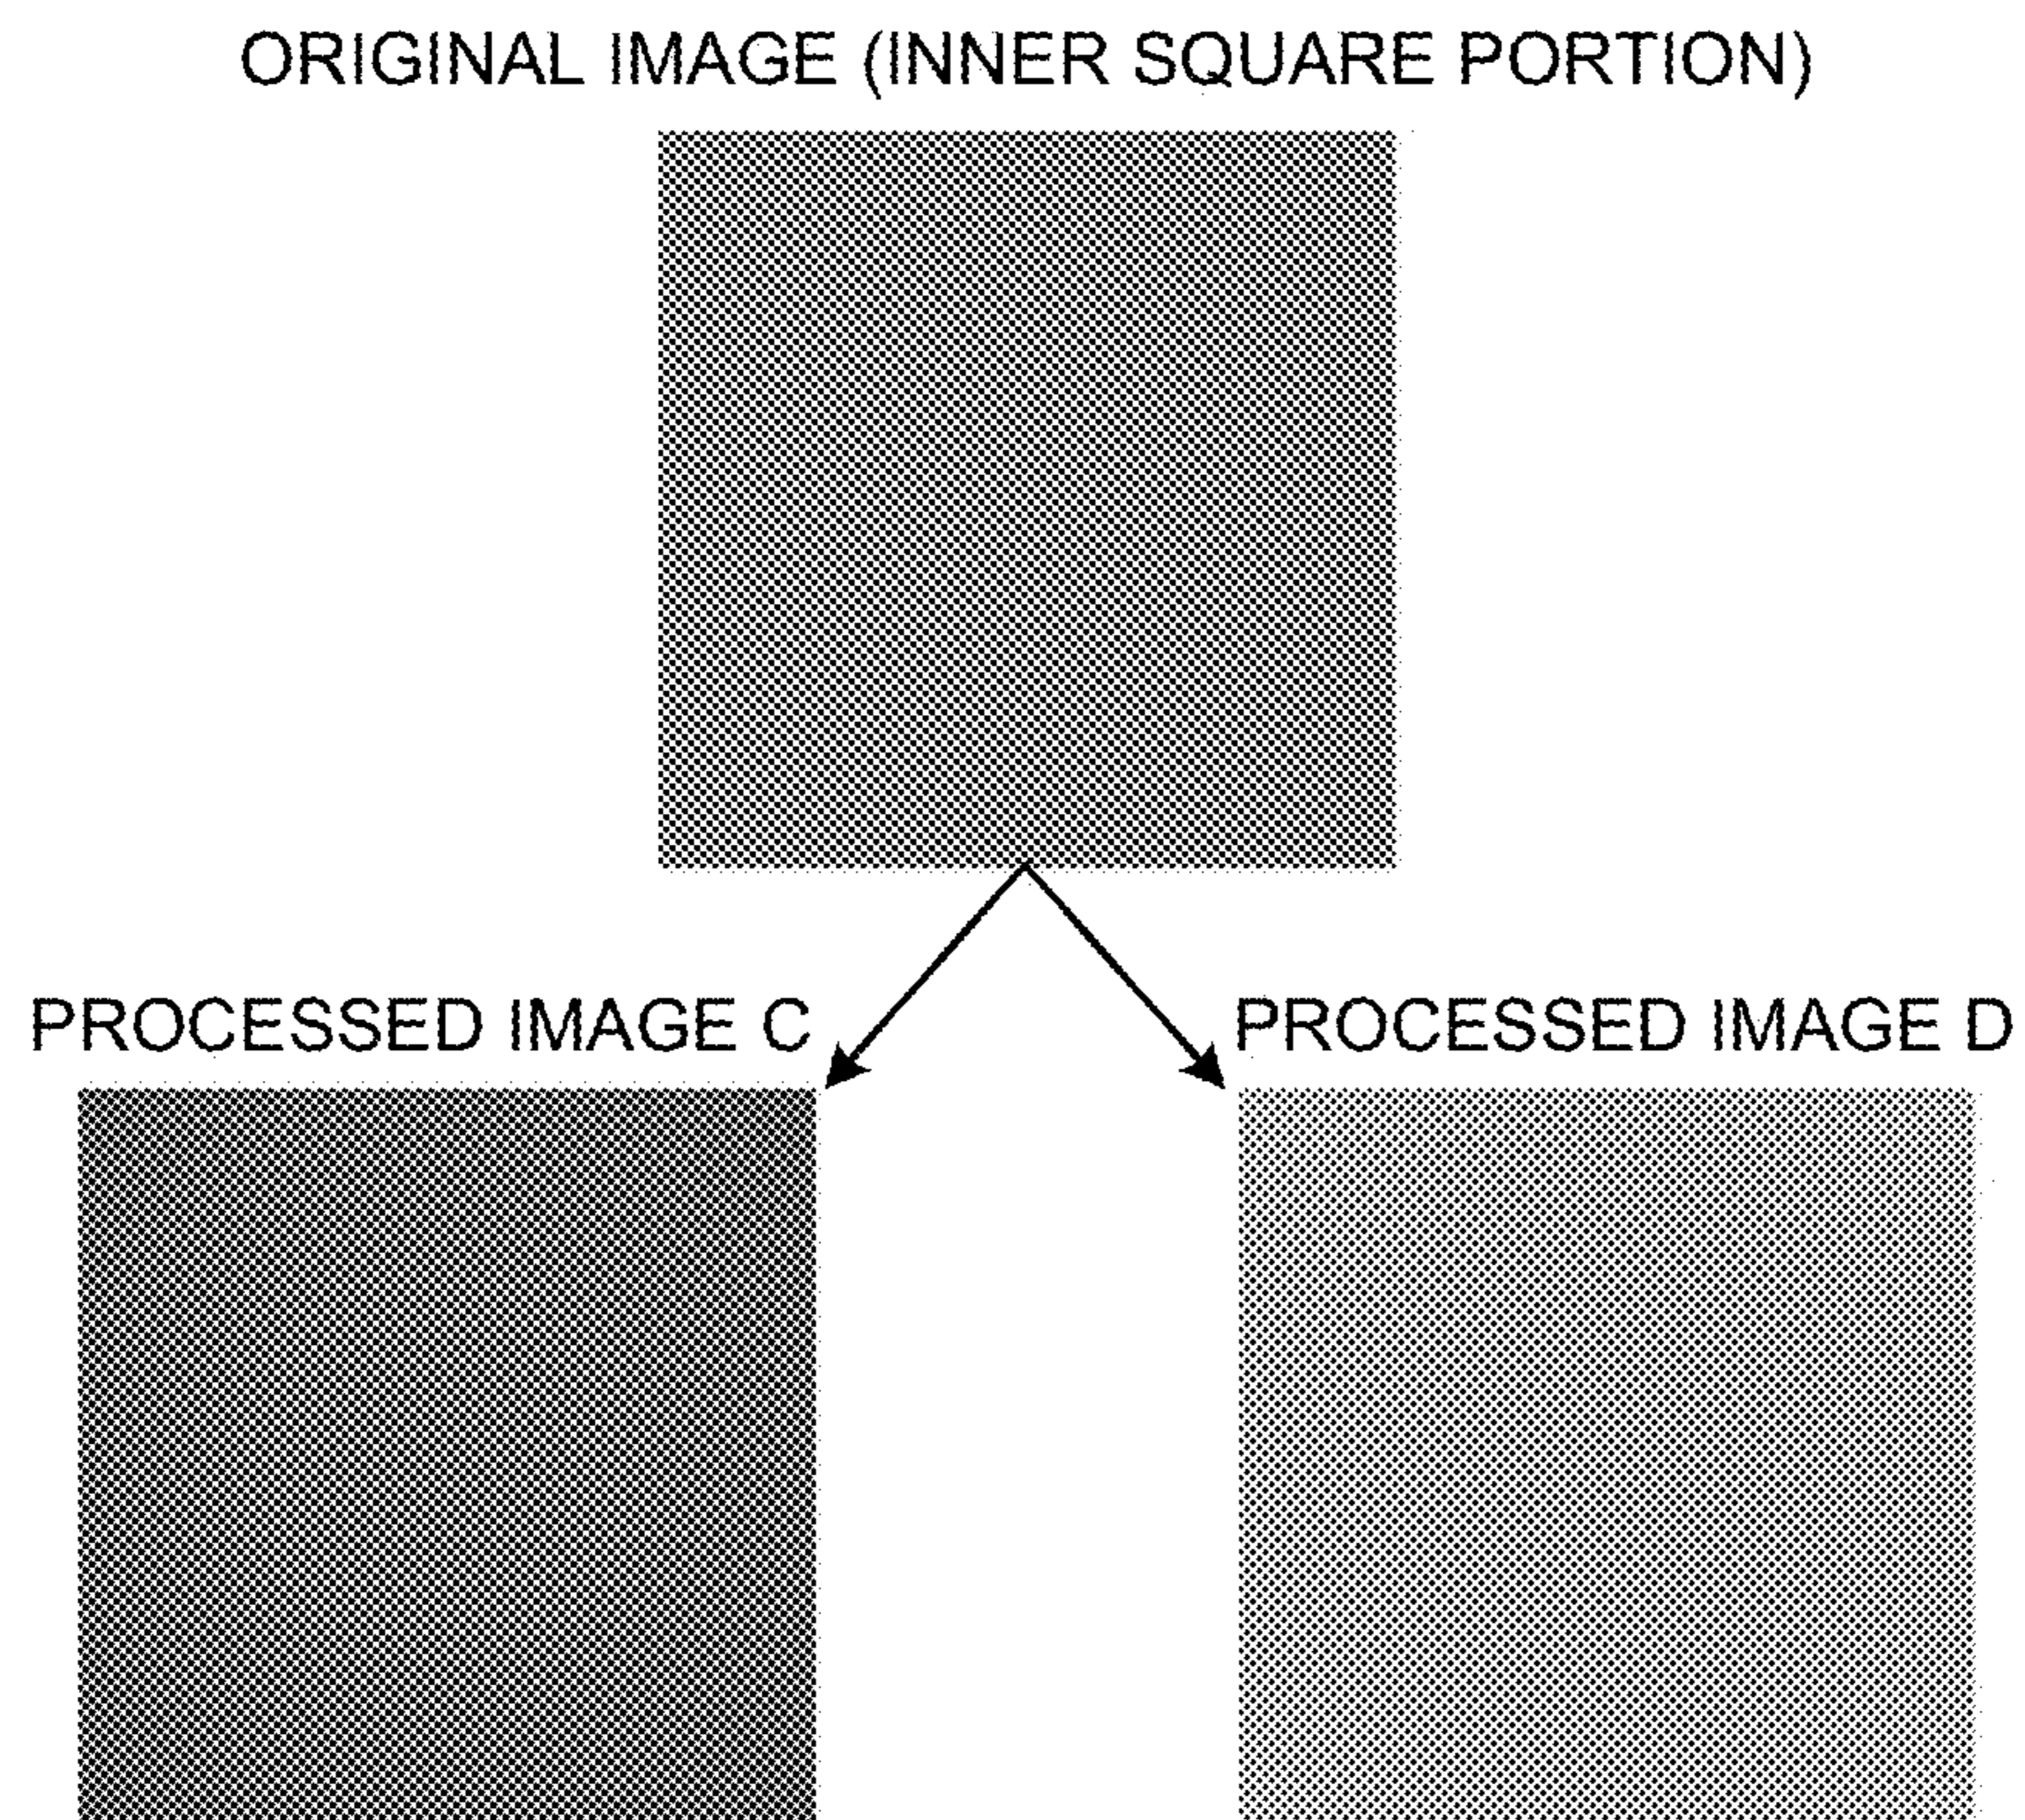 ORIGINAL IMAGE (INNER SQUARE PORTION)
PROCESSED IMAGE C
PROCESSED IMAGE D